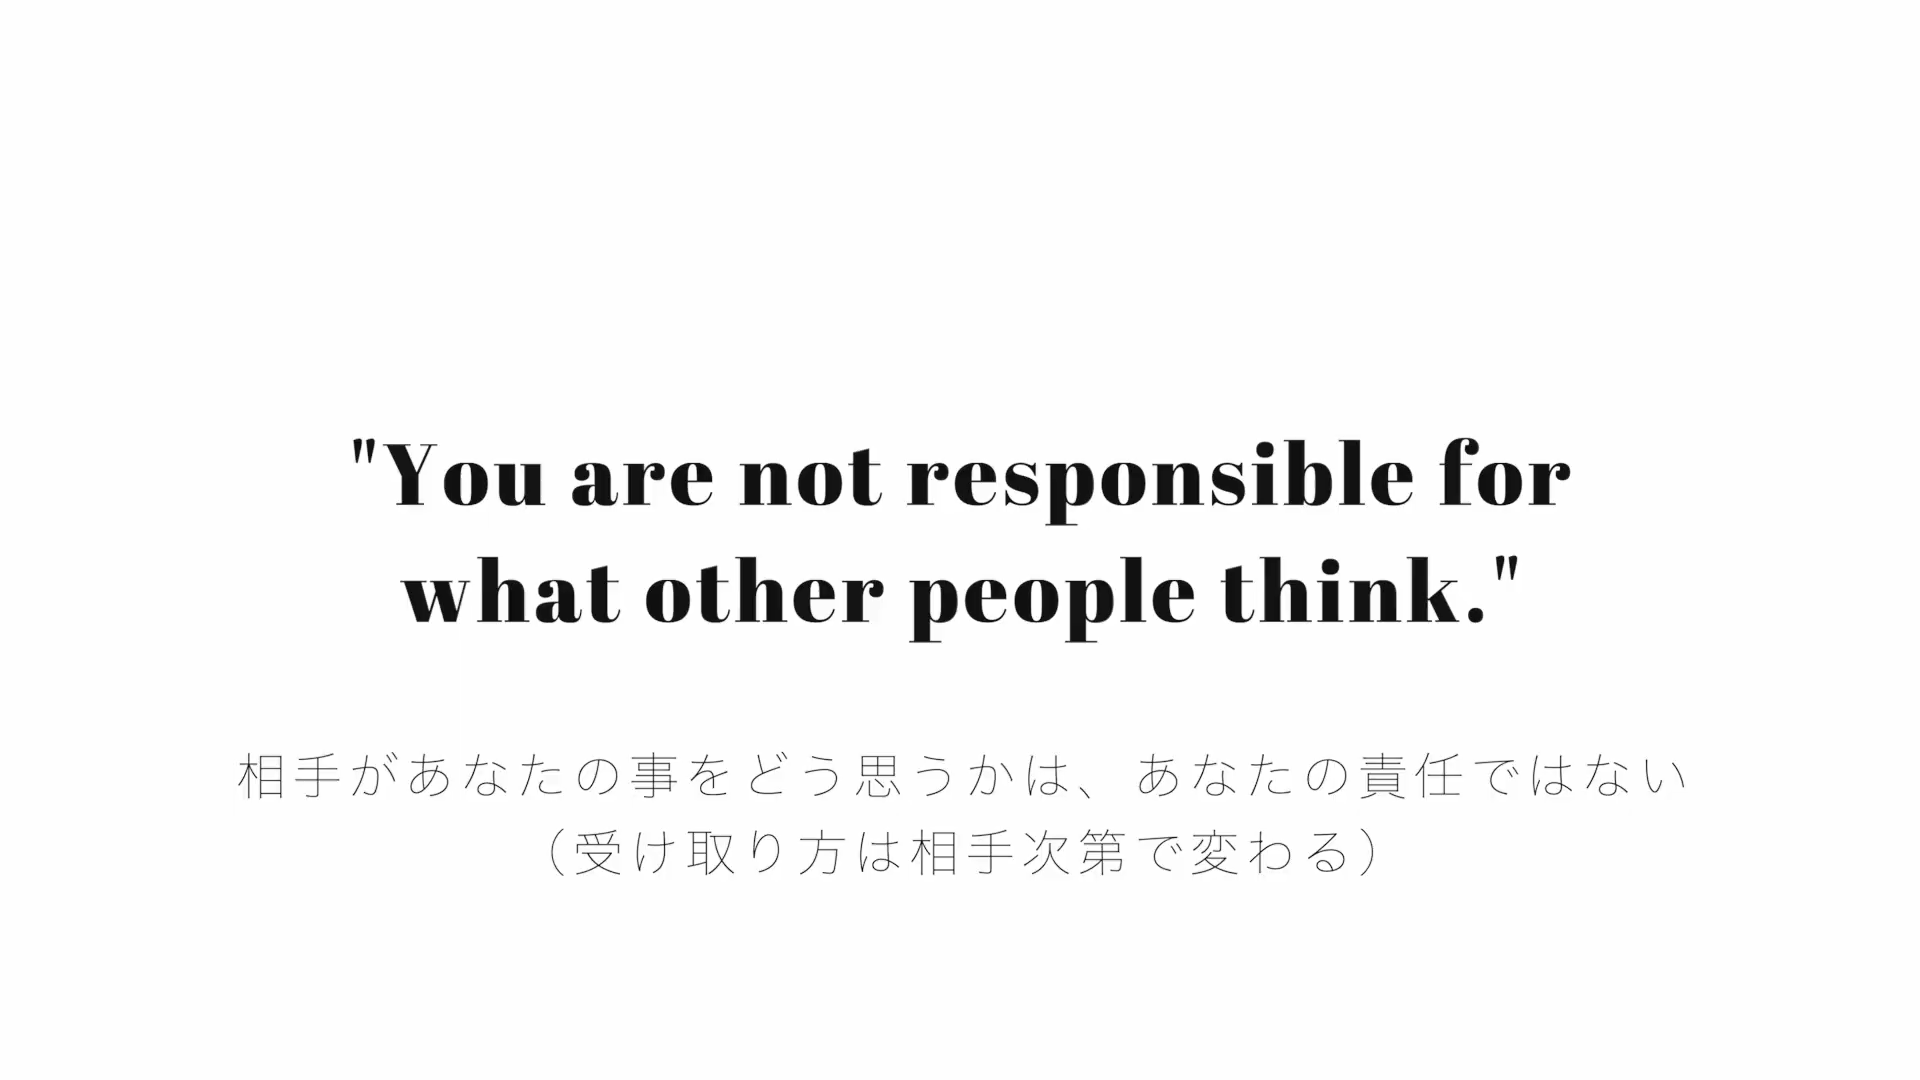 "You are not responsible for
what other people think."
相手があなたの事をどう思うかは、あなたの責任ではない
（受け取り方は相手次第で変わる）